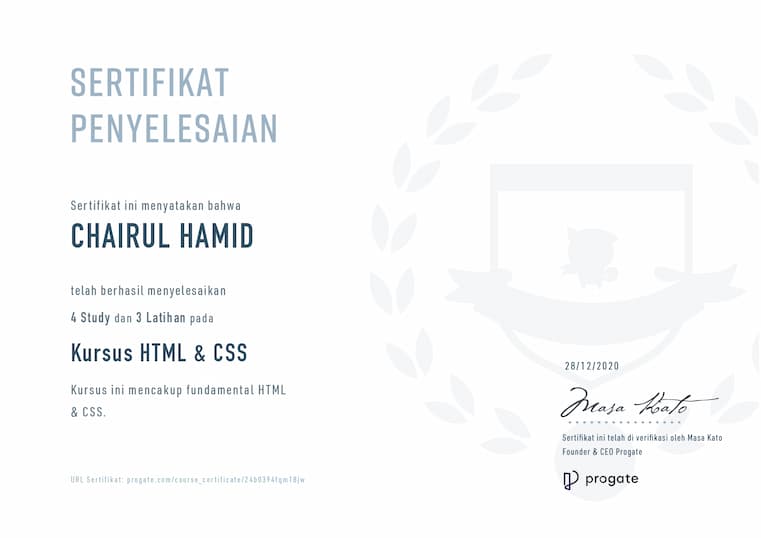 SERTIFIKAT
PENYELESAIAN
Sertifikat ini menyatakan bahwa
CHAIRUL HAMID
telah berhasil menyelesaikan
4 Study dan 3 Latihan pada
Kursus HTML & CSS
Kursus ini mencakup fundamental HTML
& CSS.
28/12/2020
Masa Kato
Sertifikat ini telah di verifikasi oleh Masa Kato
Founder & CEO Progate
progate
URL Sertifikat: progate.com/course_certificate/24b0394fqm18jw